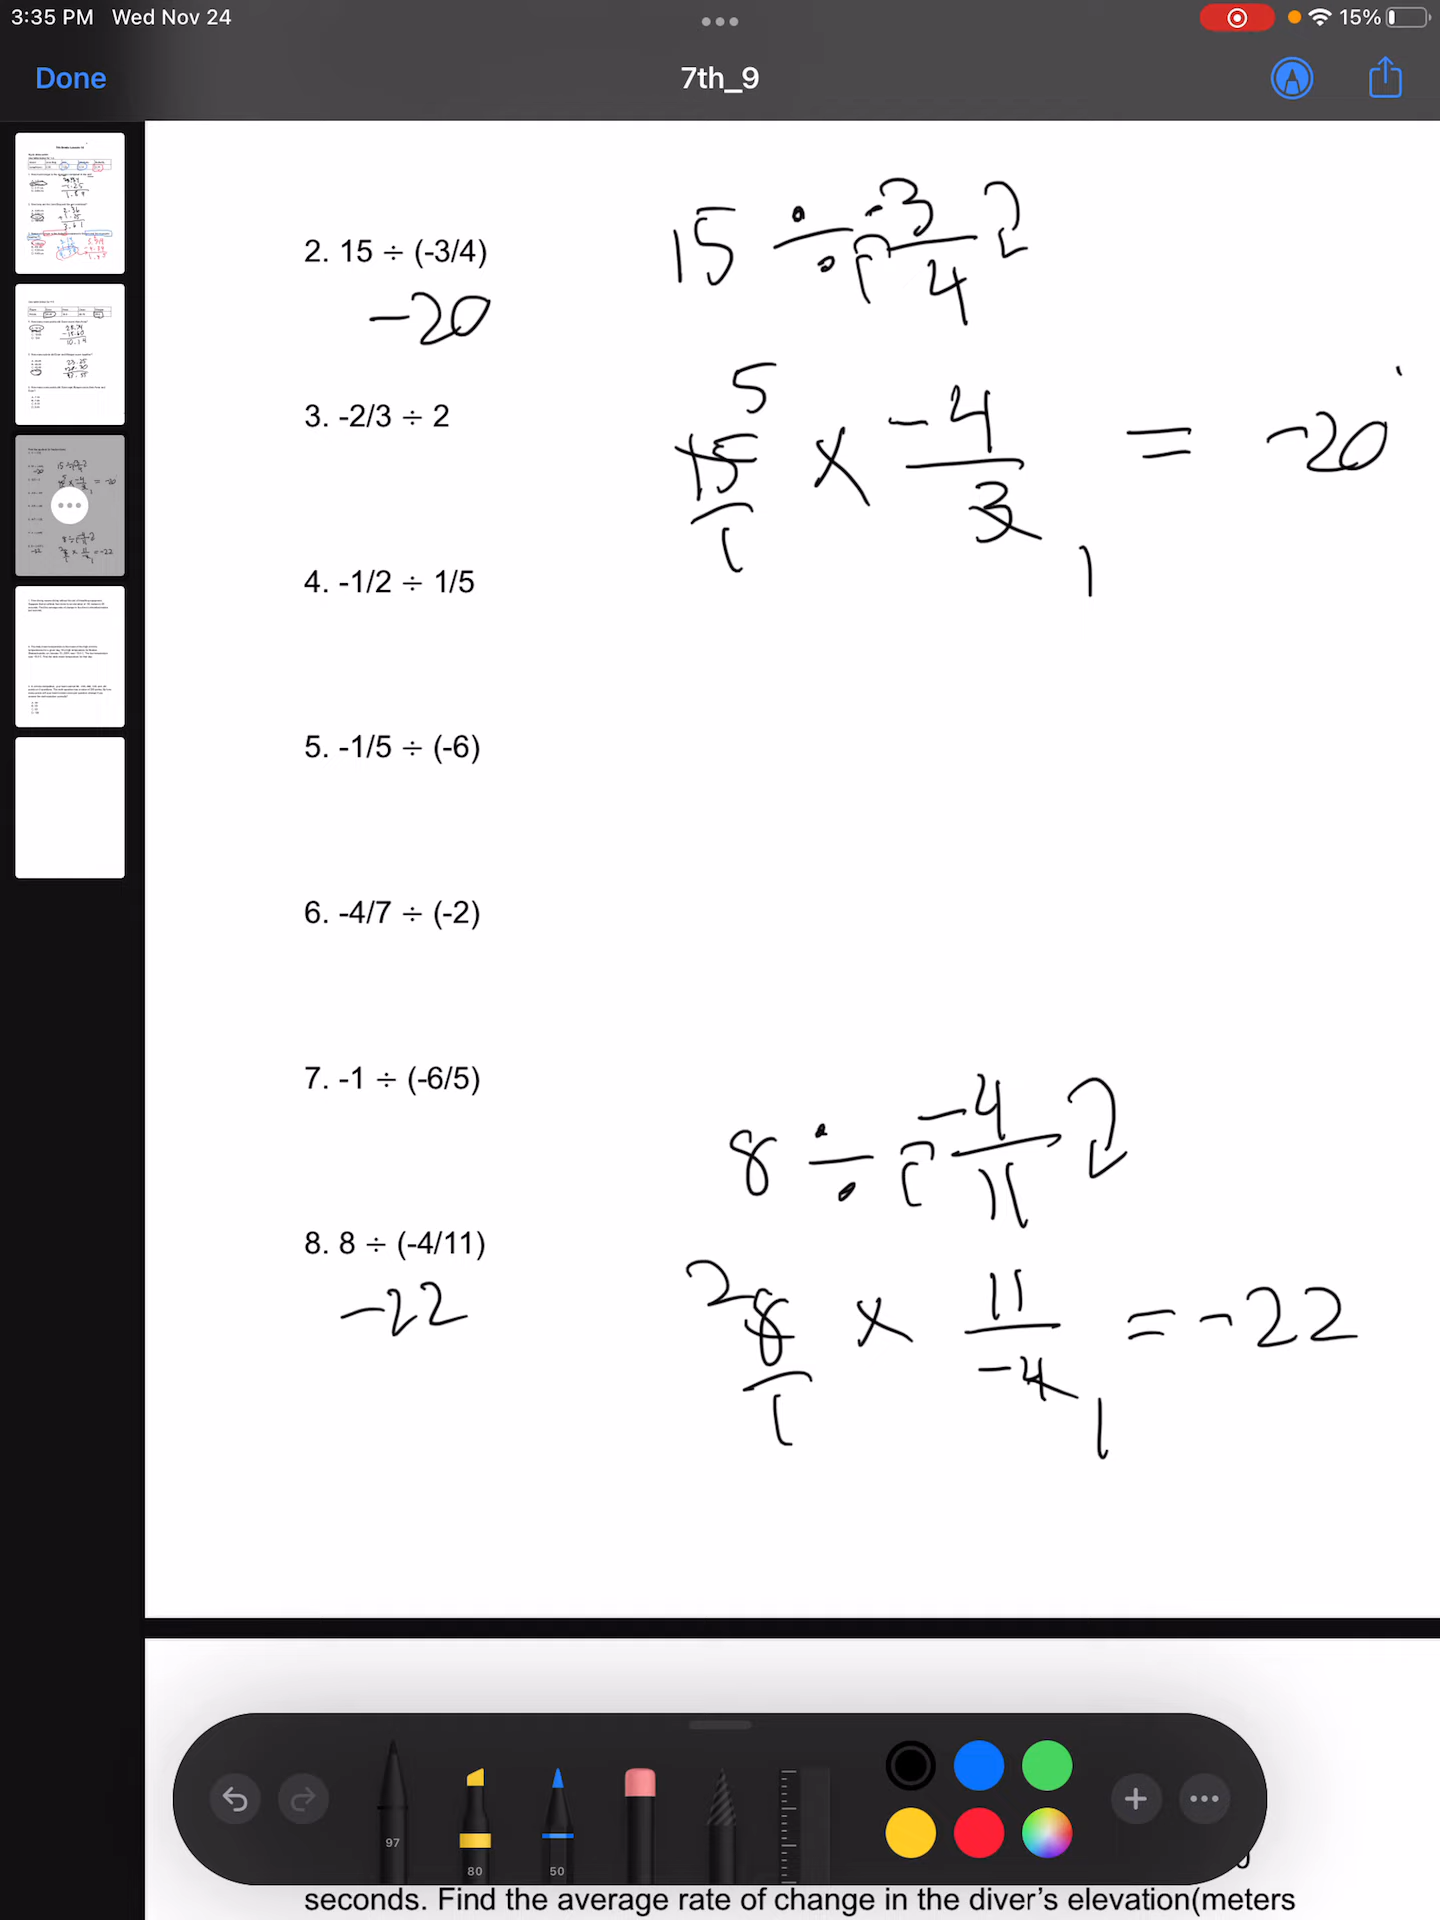 3:35 PM Wed Nov 24
15%
Done
7th_9
2. 15 ÷ (-3/4)
-20
15 ÷ (-3/4)
5
15/1 × -4/3 = -20
1
3. -2/3 ÷ 2
4. -1/2 ÷ 1/5
5. -1/5 ÷ (-6)
6. -4/7 ÷ (-2)
7. -1 ÷ (-6/5)
8 ÷ (-4/11)
8. 8 ÷ (-4/11)
-22
2
8/1 × 11/-4 = -22
1
97
80
50
seconds. Find the average rate of change in the diver's elevation(meters